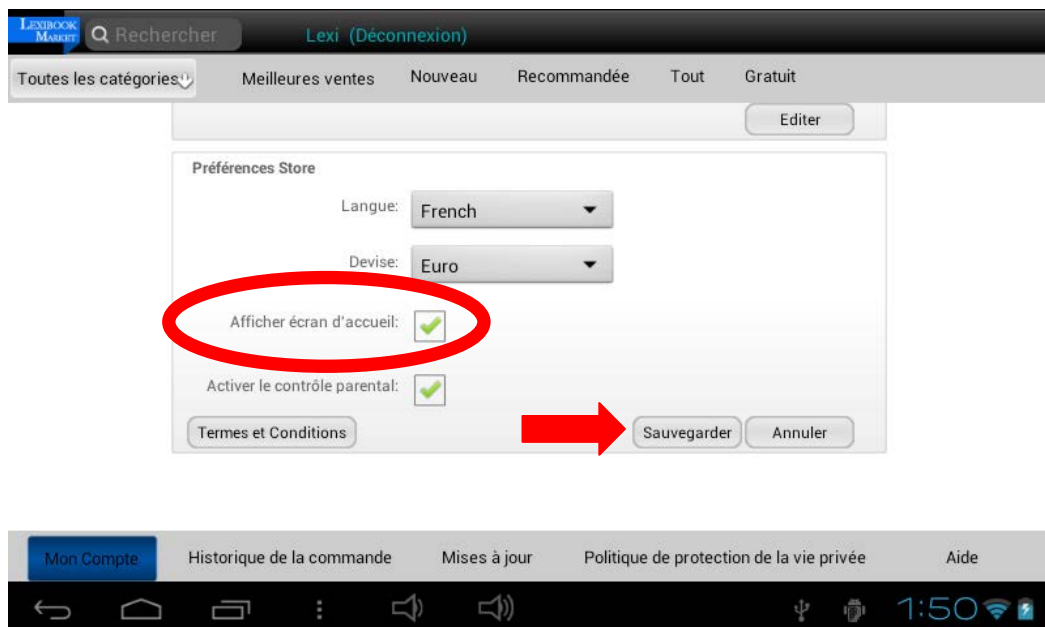 LEXIBOOK
MARKET
Rechercher
Lexi (Déconnexion)
Toutes les catégories
Meilleures ventes
Nouveau
Recommandée
Tout
Gratuit
Editer
Préférences Store
Langue:
French
Devise:
Euro
Afficher écran d'accueil:
Activer le contrôle parental:
Termes et Conditions
Sauvegarder
Annuler
Mon Compte
Historique de la commande
Mises à jour
Politique de protection de la vie privée
Aide
1:50